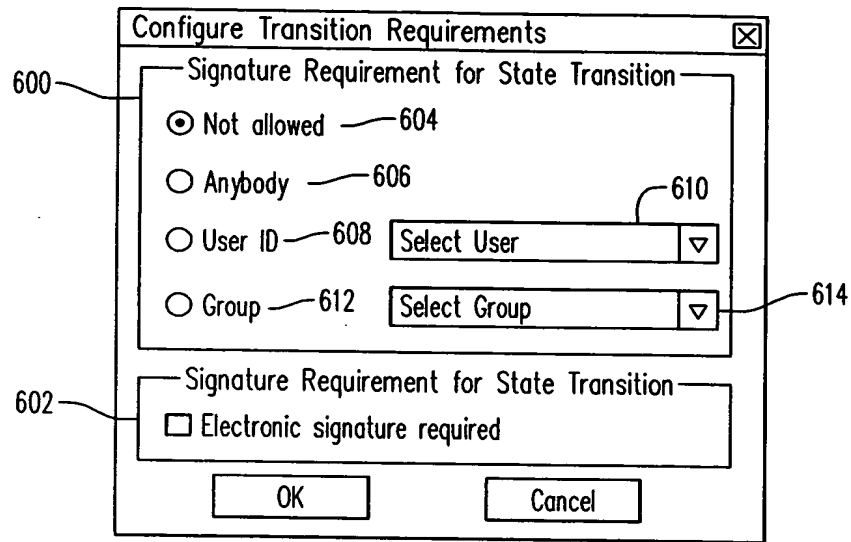 Configure Transition Requirements
Signature Requirement for State Transition
600
Not allowed 604
Anybody 606
610
User ID 608 Select User
Group 612 Select Group 614
Signature Requirement for State Transition
602
Electronic signature required
OK Cancel